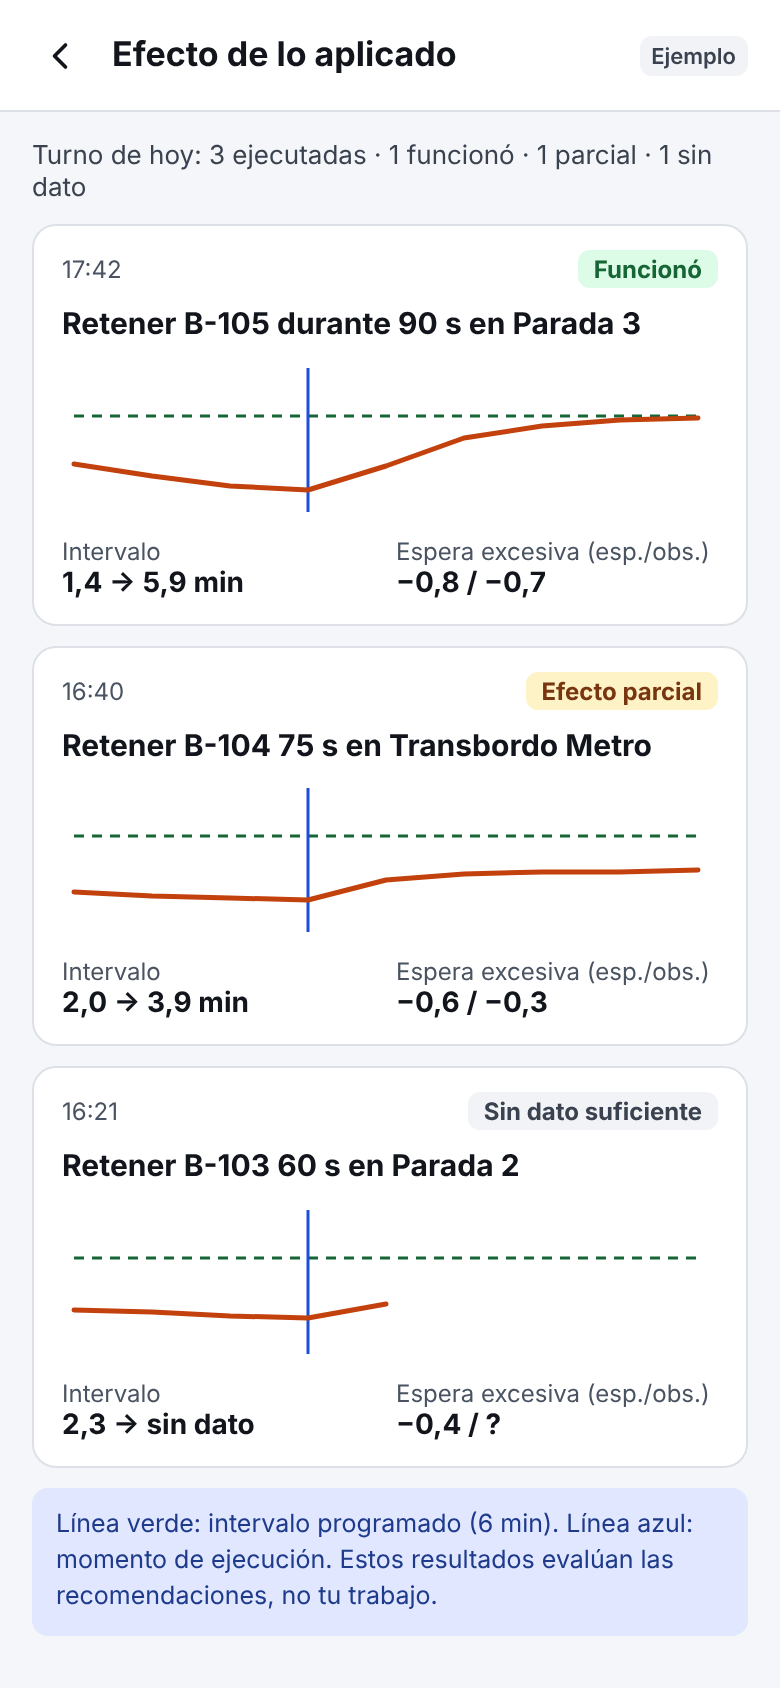 Efecto de lo aplicado
Ejemplo
Turno de hoy: 3 ejecutadas · 1 funcionó · 1 parcial · 1 sin
dato
17:42
Funcionó
Retener B-105 durante 90 s en Parada 3
Intervalo
1,4 → 5,9 min
Espera excesiva (esp./obs.)
−0,8 / −0,7
16:40
Efecto parcial
Retener B-104 75 s en Transbordo Metro
Intervalo
2,0 → 3,9 min
Espera excesiva (esp./obs.)
−0,6 / −0,3
16:21
Sin dato suficiente
Retener B-103 60 s en Parada 2
Intervalo
2,3 → sin dato
Espera excesiva (esp./obs.)
−0,4 / ?
Línea verde: intervalo programado (6 min). Línea azul:
momento de ejecución. Estos resultados evalúan las
recomendaciones, no tu trabajo.